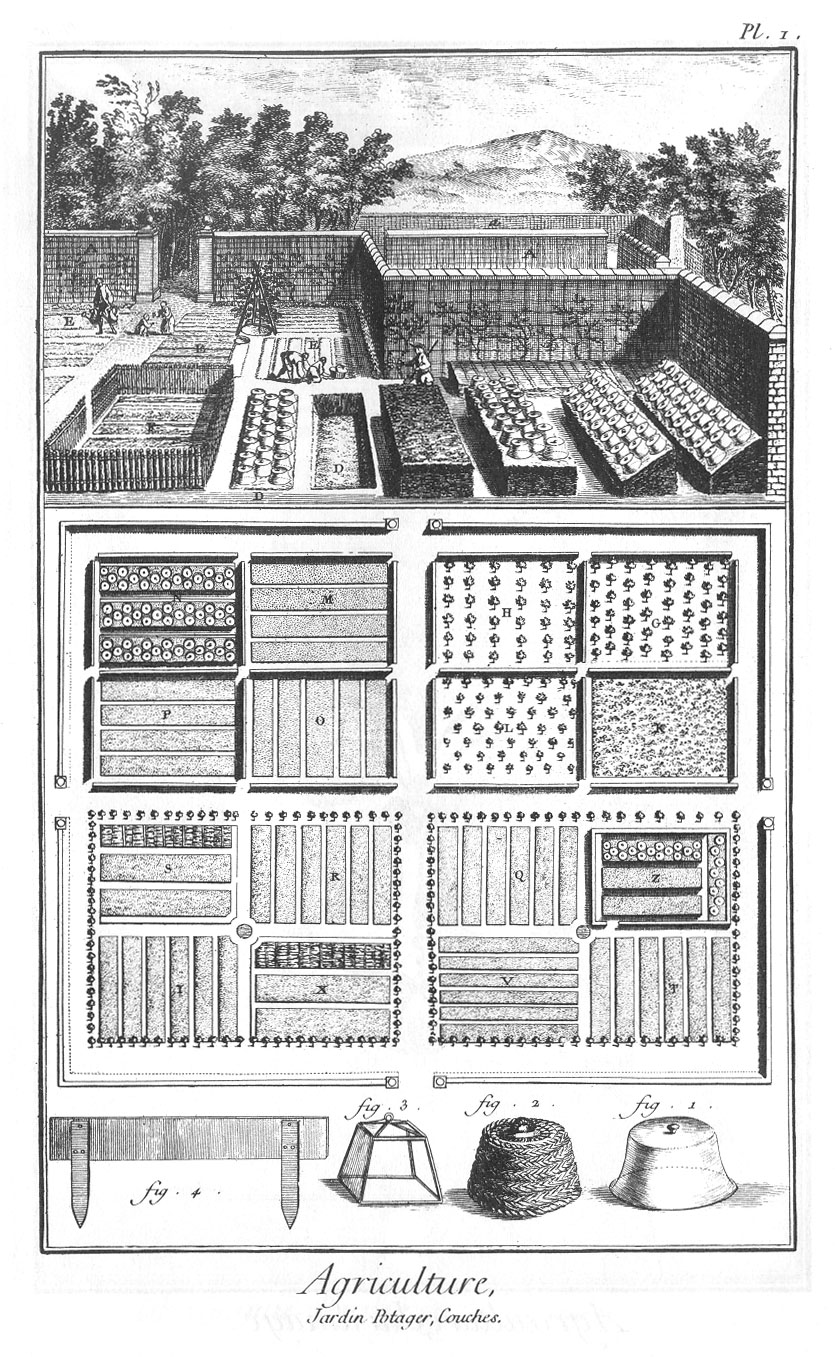 Pl. 1.
A
A
A
E
E
E
E
D
D
N
M
H
G
P
O
L
K
S
R
Q
Z
I
X
V
T
fig. 3.
fig. 2.
fig. 1.
fig. 4.
Agriculture,
Jardin Potager, Couches.